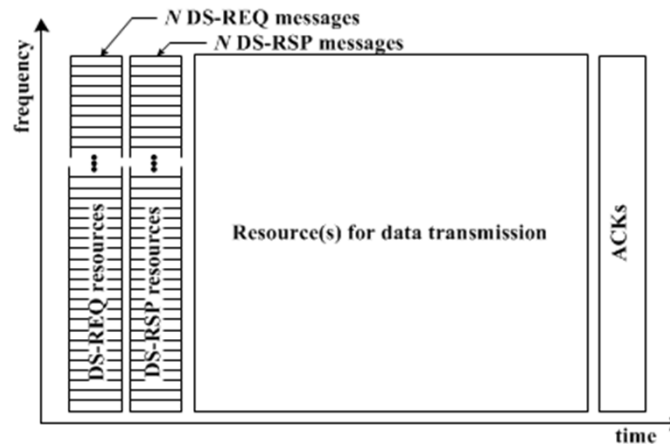 N DS-REQ messages
N DS-RSP messages
frequency
DS-REQ resources
DS-RSP resources
Resource(s) for data transmission
ACKs
time